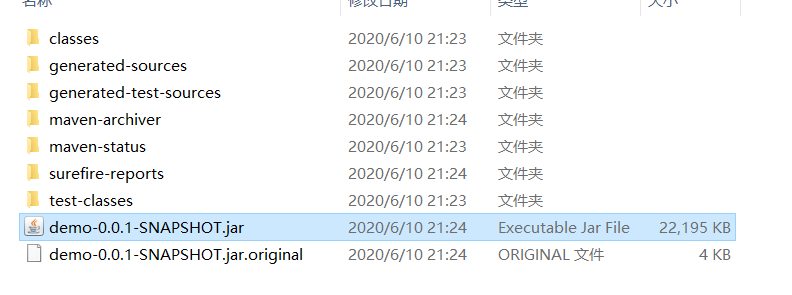 名称 修改日期 类型 大小
classes 2020/6/10 21:23 文件夹
generated-sources 2020/6/10 21:23 文件夹
generated-test-sources 2020/6/10 21:23 文件夹
maven-archiver 2020/6/10 21:24 文件夹
maven-status 2020/6/10 21:23 文件夹
surefire-reports 2020/6/10 21:24 文件夹
test-classes 2020/6/10 21:23 文件夹
demo-0.0.1-SNAPSHOT.jar 2020/6/10 21:24 Executable Jar File 22,195 KB
demo-0.0.1-SNAPSHOT.jar.original 2020/6/10 21:24 ORIGINAL 文件 4 KB